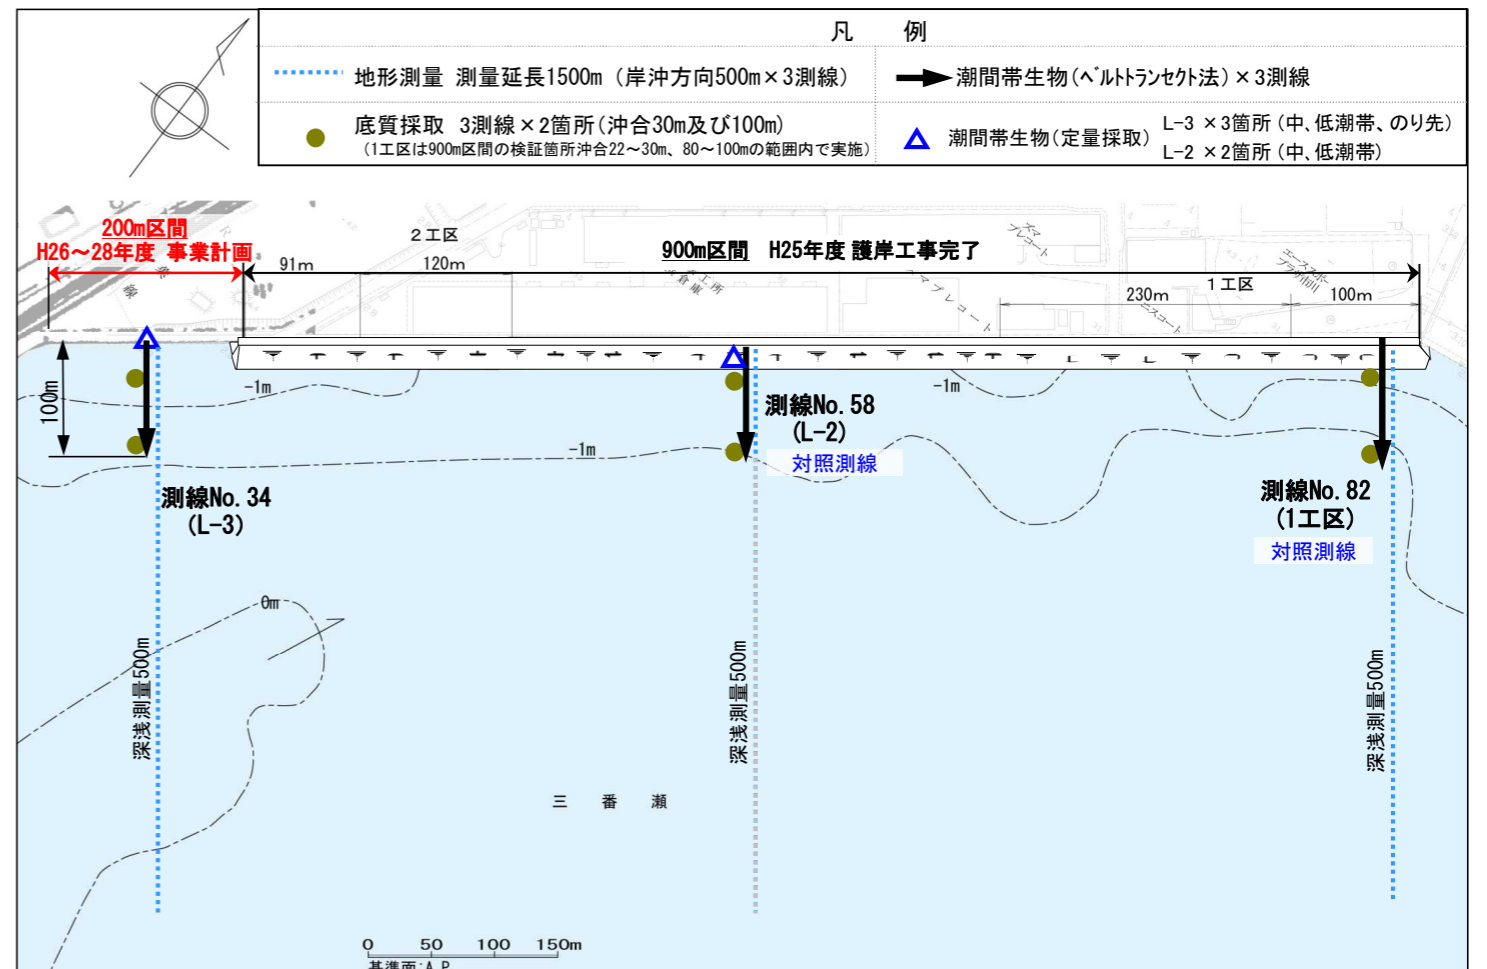 凡 例
地形測量 測量延長1500m (岸沖方向500m×3測線)
潮間帯生物(ベルトトランセクト法)×3測線
底質採取 3測線×2箇所(沖合30m及び100m)
(1工区は900m区間の検証箇所沖合22~30m、80~100mの範囲内で実施)
潮間帯生物(定量採取)
L-3 ×3箇所 (中、低潮帯、のり先)
L-2 ×2箇所 (中、低潮帯)
200m区間
H26~28年度 事業計画
2工区
900m区間 H25年度 護岸工事完了
91m
120m
1工区
230m
100m
100m
-1m
-1m
-1m
測線No.58
(L-2)
対照測線
測線No.34
(L-3)
測線No.82
(1工区)
対照測線
0m
深浅測量500m
深浅測量500m
深浅測量500m
三番瀬
0 50 100 150m
基準面:A.P.